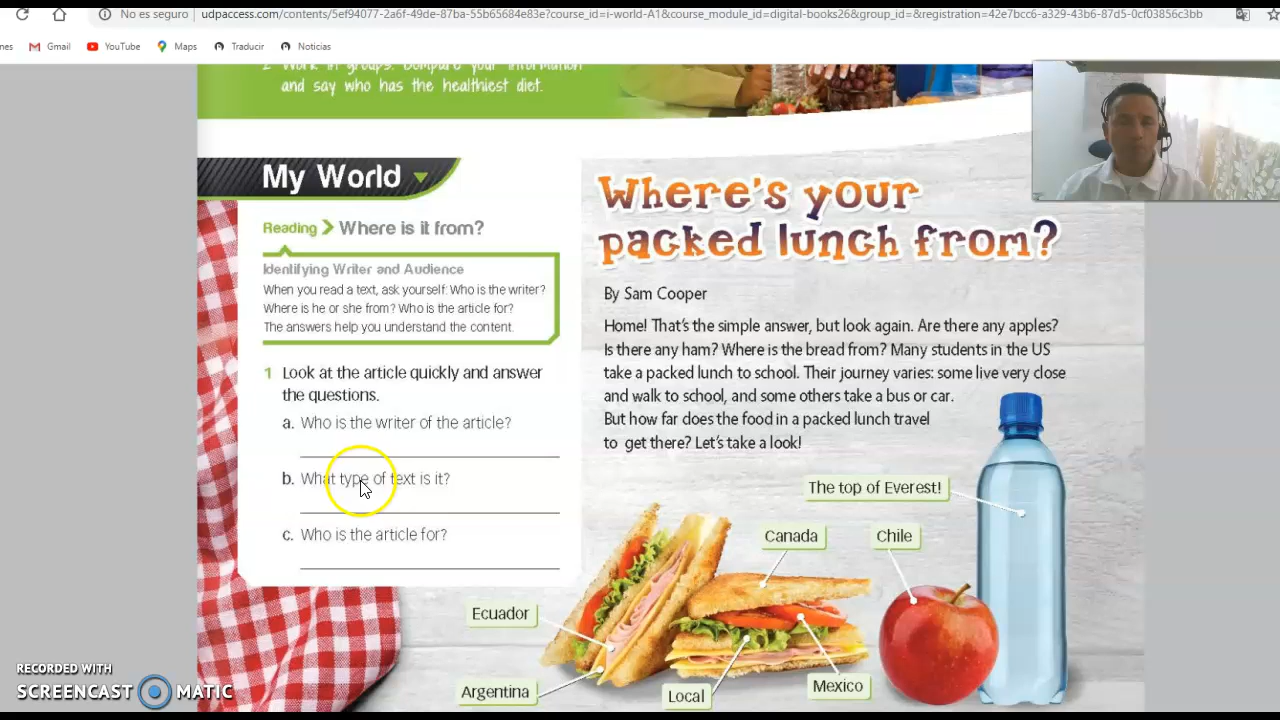 No es seguro
udpaccess.com/contents/5ef94077-2a6f-49de-87ba-55b65684e83e?course_id=i-world-A1&course_module_id=digital-books26&group_id=&registration=42e7bcc6-a329-43b6-87d5-0cf03856c3bb
nes
Gmail
YouTube
Maps
Traducir
Noticias
2 Work in groups. Compare your information
and say who has the healthiest diet.
My World
Reading Where is it from?
Identifying Writer and Audience
When you read a text, ask yourself: Who is the writer?
Where is he or she from? Who is the article for?
The answers help you understand the content.
1 Look at the article quickly and answer
the questions.
a. Who is the writer of the article?
b. What type of text is it?
c. Who is the article for?
Where's your
packed lunch from?
By Sam Cooper
Home! That's the simple answer, but look again. Are there any apples?
Is there any ham? Where is the bread from? Many students in the US
take a packed lunch to school. Their journey varies: some live very close
and walk to school, and some others take a bus or car.
But how far does the food in a packed lunch travel
to get there? Let's take a look!
The top of Everest!
Canada
Chile
Ecuador
Argentina
Local
Mexico
RECORDED WITH
SCREENCAST MATIC